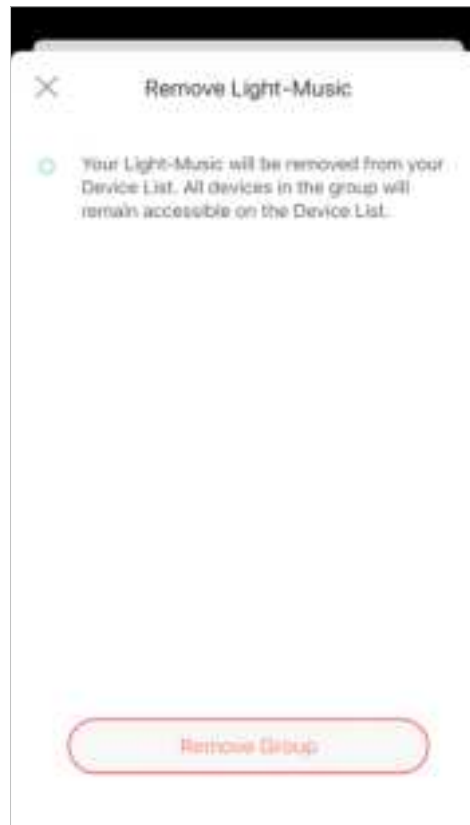 Remove Light-Music
Your Light-Music will be removed from your
Device List. All devices in the group will
remain accessible on the Device List.
Remove Group